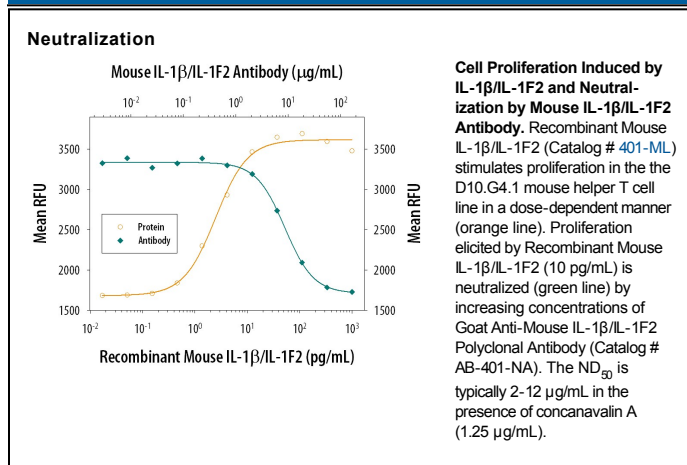 Neutralization
Mouse IL-1β/IL-1F2 Antibody (μg/mL)
10⁻² 10⁻¹ 10⁰ 10¹ 10²
3500 3500
3000 3000
2500 2500
2000 2000
1500 1500
Mean RFU
Mean RFU
Protein
Antibody
10⁻² 10⁻¹ 10⁰ 10¹ 10² 10³
Recombinant Mouse IL-1β/IL-1F2 (pg/mL)
Cell Proliferation Induced by
IL-1β/IL-1F2 and Neutral-
ization by Mouse IL-1β/IL-1F2
Antibody. Recombinant Mouse
IL-1β/IL-1F2 (Catalog # 401-ML)
stimulates proliferation in the the
D10.G4.1 mouse helper T cell
line in a dose-dependent manner
(orange line). Proliferation
elicited by Recombinant Mouse
IL-1β/IL-1F2 (10 pg/mL) is
neutralized (green line) by
increasing concentrations of
Goat Anti-Mouse IL-1β/IL-1F2
Polyclonal Antibody (Catalog #
AB-401-NA). The ND₅₀ is
typically 2-12 µg/mL in the
presence of concanavalin A
(1.25 µg/mL).